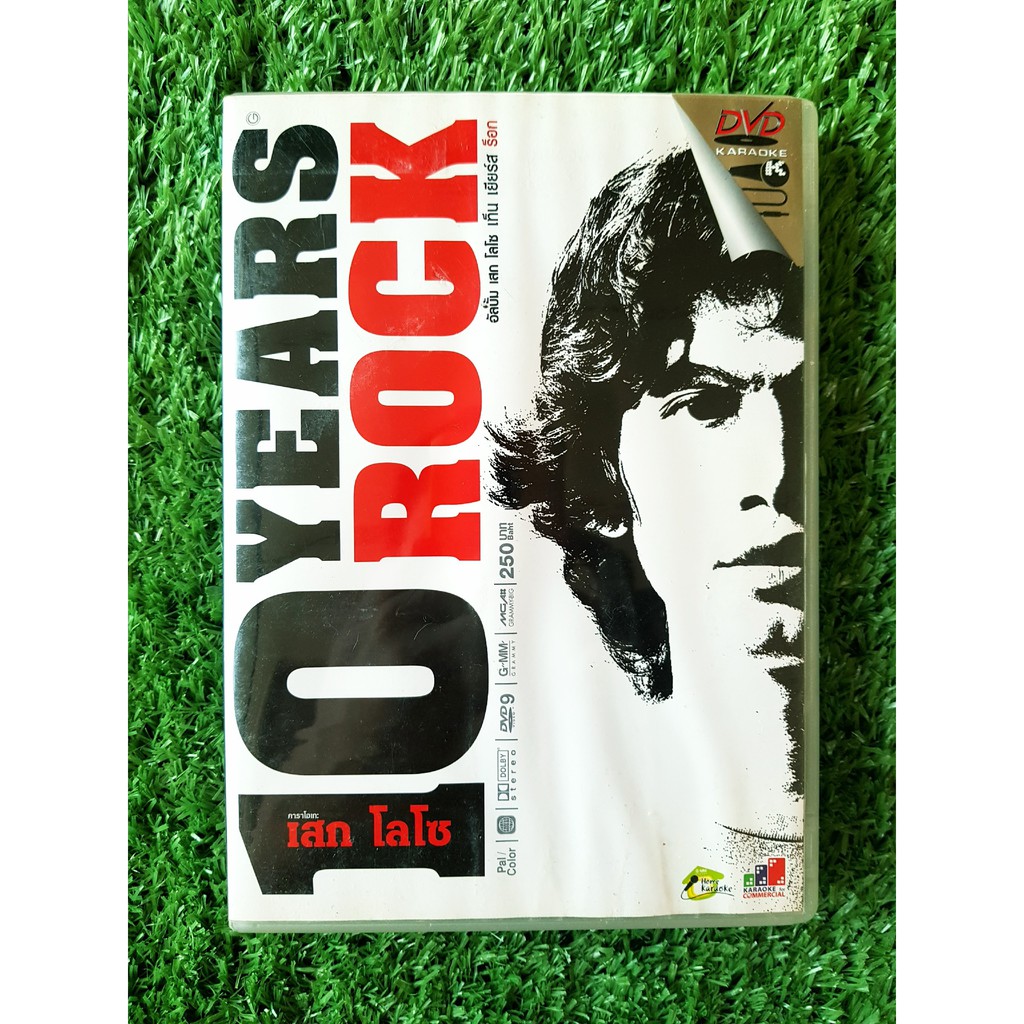 10 YEARS
ROCK
อัลบั้ม เสก โลโซ เท็น เยียร์ส ร็อก
DVD
KARAOKE
K
คาราโอเกะ
เสก โลโซ
Pal/
Color
DOLBY
stereo
DVD 9
G"MM'
GRAMMY
MGA
GRAMMY BIG
250 บาท
Baht
Home
Karaoke
KARAOKE for
COMMERCIAL